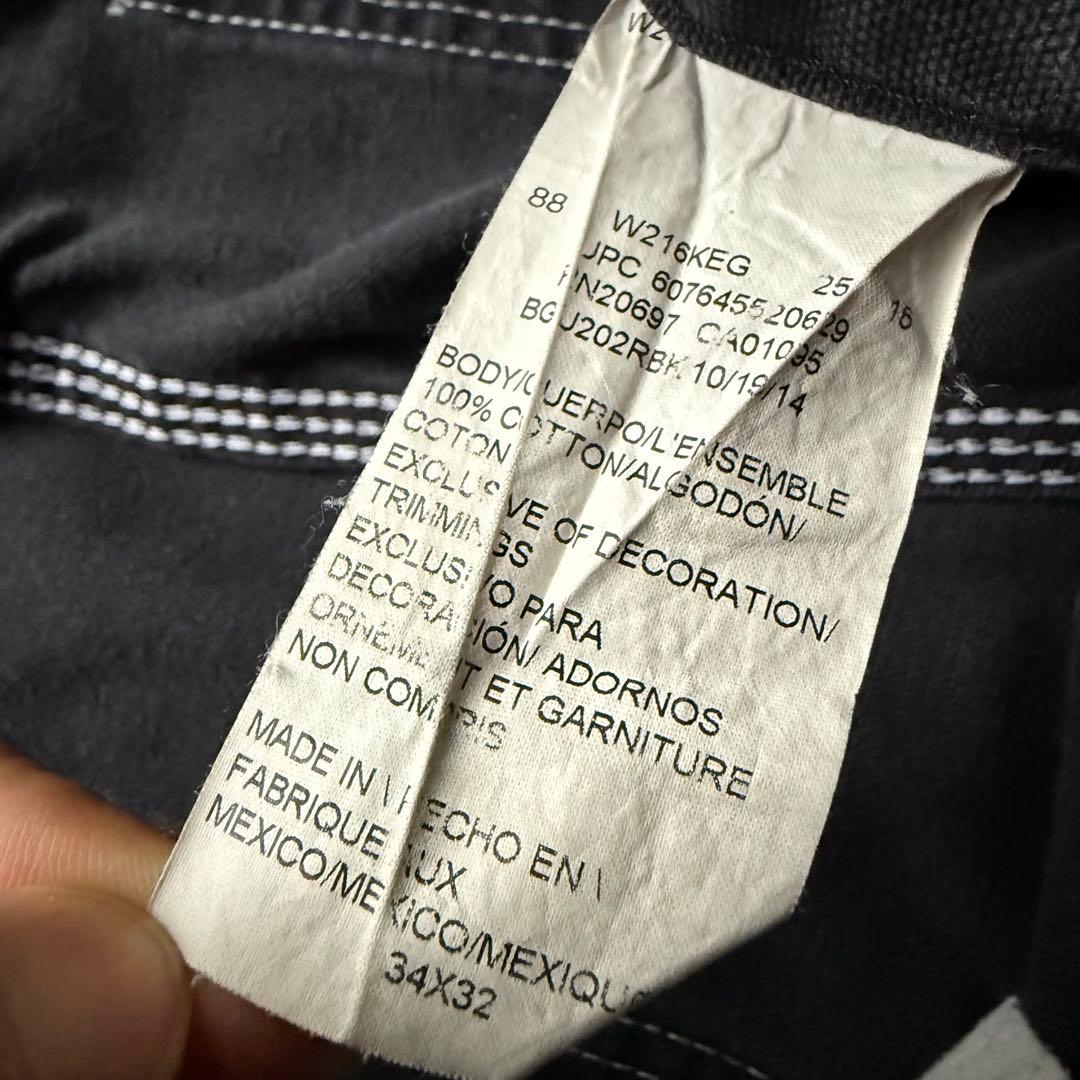 88
W216KEG 25 16
UPC 607645520629
RN20697 CA01095
BGU202RBK 10/19/14
BODY/CUERPO/L'ENSEMBLE
100% COTTON/ALGODÓN/
COTON
EXCLUSIVE OF DECORATION/
TRIMMINGS
EXCLUSIVO PARA
DECORACIÓN/ ADORNOS
ORNEMENT ET GARNITURE
NON COMPRIS
MADE IN \ HECHO EN \
FABRIQUE AUX
MEXICO/MEXICO/MEXIQUE
34X32